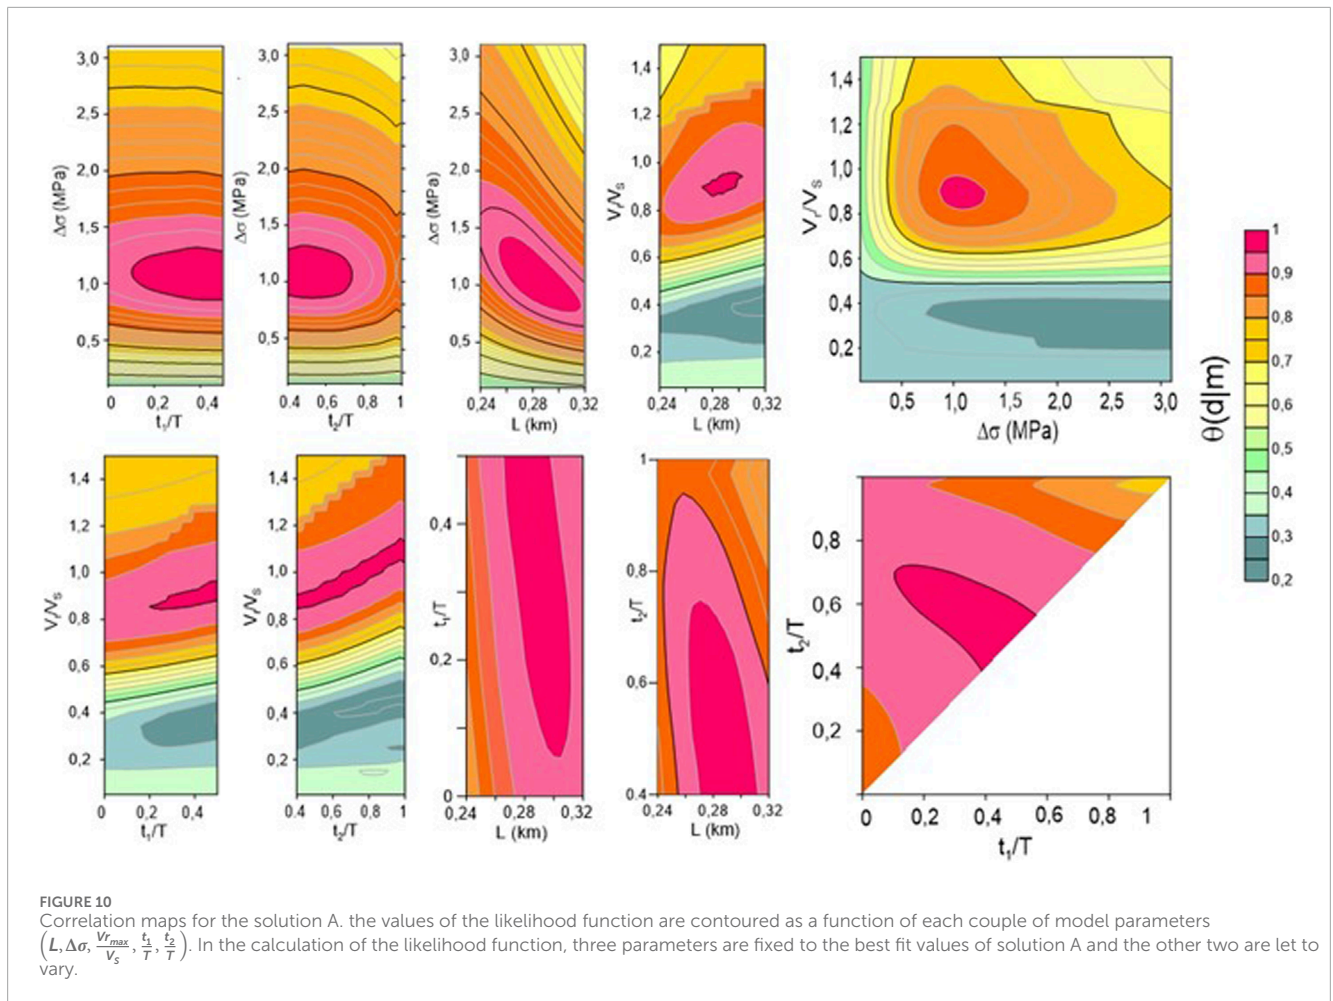 3,0
2,5
2,0
1,5
1,0
0,5
Δσ (MPa)
0 0,2 0,4
t₁/T
3,0
2,5
2,0
1,5
1,0
0,5
Δσ (MPa)
0.4 0,6 0,8 1
t₂/T
3,0
2,5
2,0
1,5
1,0
0,5
Δσ (MPa)
0,24 0,28 0,32
L (km)
1,4
1,2
1,0
0,8
0,6
0,4
0,2
Vᵣ/Vₛ
0,24 0,28 0,32
L (km)
1,4
1,2
1,0
0,8
0,6
0,4
0,2
Vᵣ/Vₛ
0,5 1,0 1,5 2,0 2,5 3,0
Δσ (MPa)
1
0,9
0,8
0,7
0,6
0,5
0,4
0,3
0,2
θ(d|m)
1,4
1,2
1,0
0,8
0,6
0,4
0,2
Vᵣ/Vₛ
0 0,2 0,4
t₁/T
1,4
1,2
1,0
0,8
0,6
0,4
0,2
Vᵣ/Vₛ
0.4 0,6 0,8 1
t₂/T
0,4
0,2
0
t₁/T
0,24 0,28 0,32
L (km)
1
0,8
0,6
0.4
t₂/T
0,24 0,28 0,32
L (km)
0,8
0,6
0,4
0,2
t₂/T
0 0,2 0,4 0,6 0,8 1
t₁/T
FIGURE 10
Correlation maps for the solution A. the values of the likelihood function are contoured as a function of each couple of model parameters
(L, Δσ, Vr_max/V_S, t₁/T, t₂/T). In the calculation of the likelihood function, three parameters are fixed to the best fit values of solution A and the other two are let to
vary.